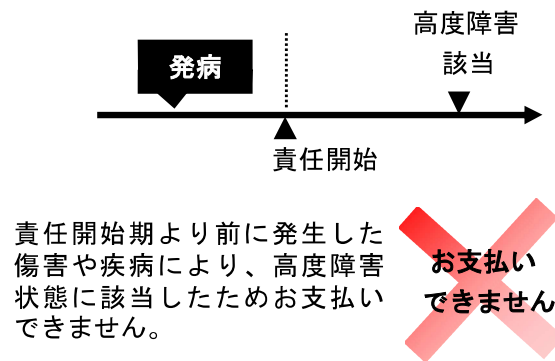 高度障害
該当
発病
責任開始
責任開始期より前に発生した
傷害や疾病により、高度障害
状態に該当したためお支払い
できません。
お支払い
できません